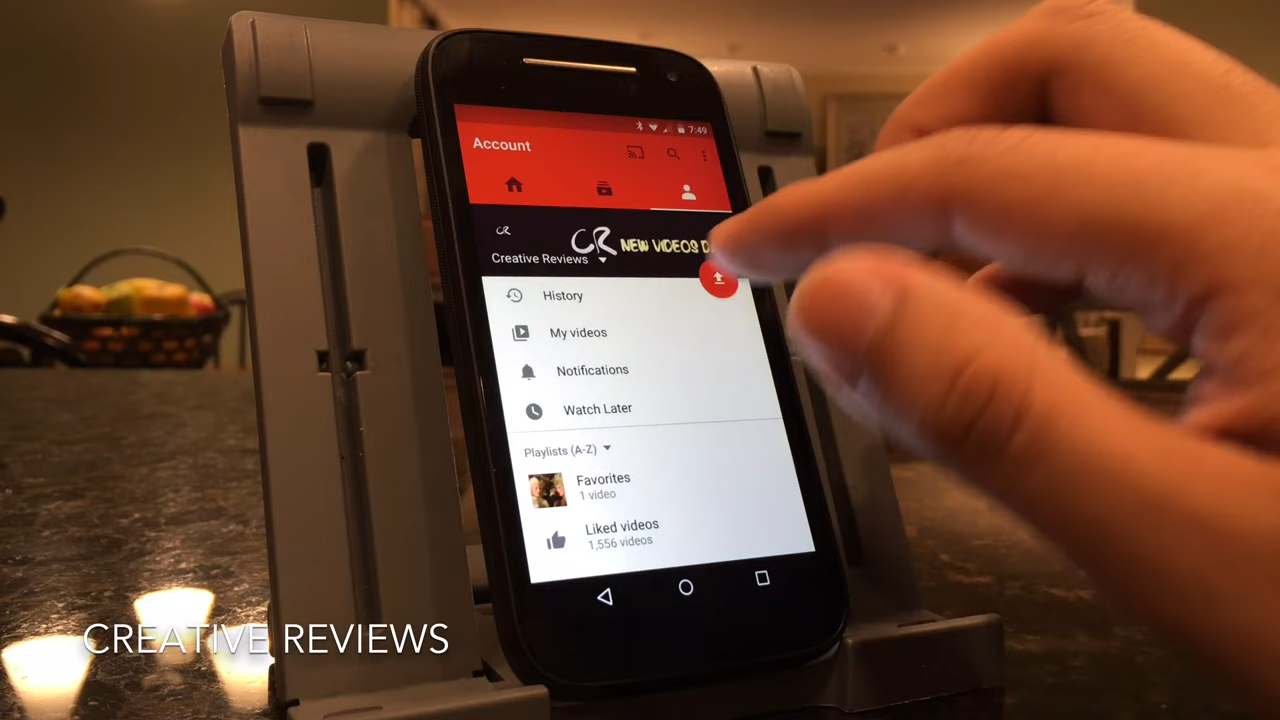 7:49
Account
CR
CR NEW VIDEOS
Creative Reviews
History
My videos
Notifications
Watch Later
Playlists (A-Z)
Favorites
1 video
Liked videos
1,556 videos
CREATIVE REVIEWS